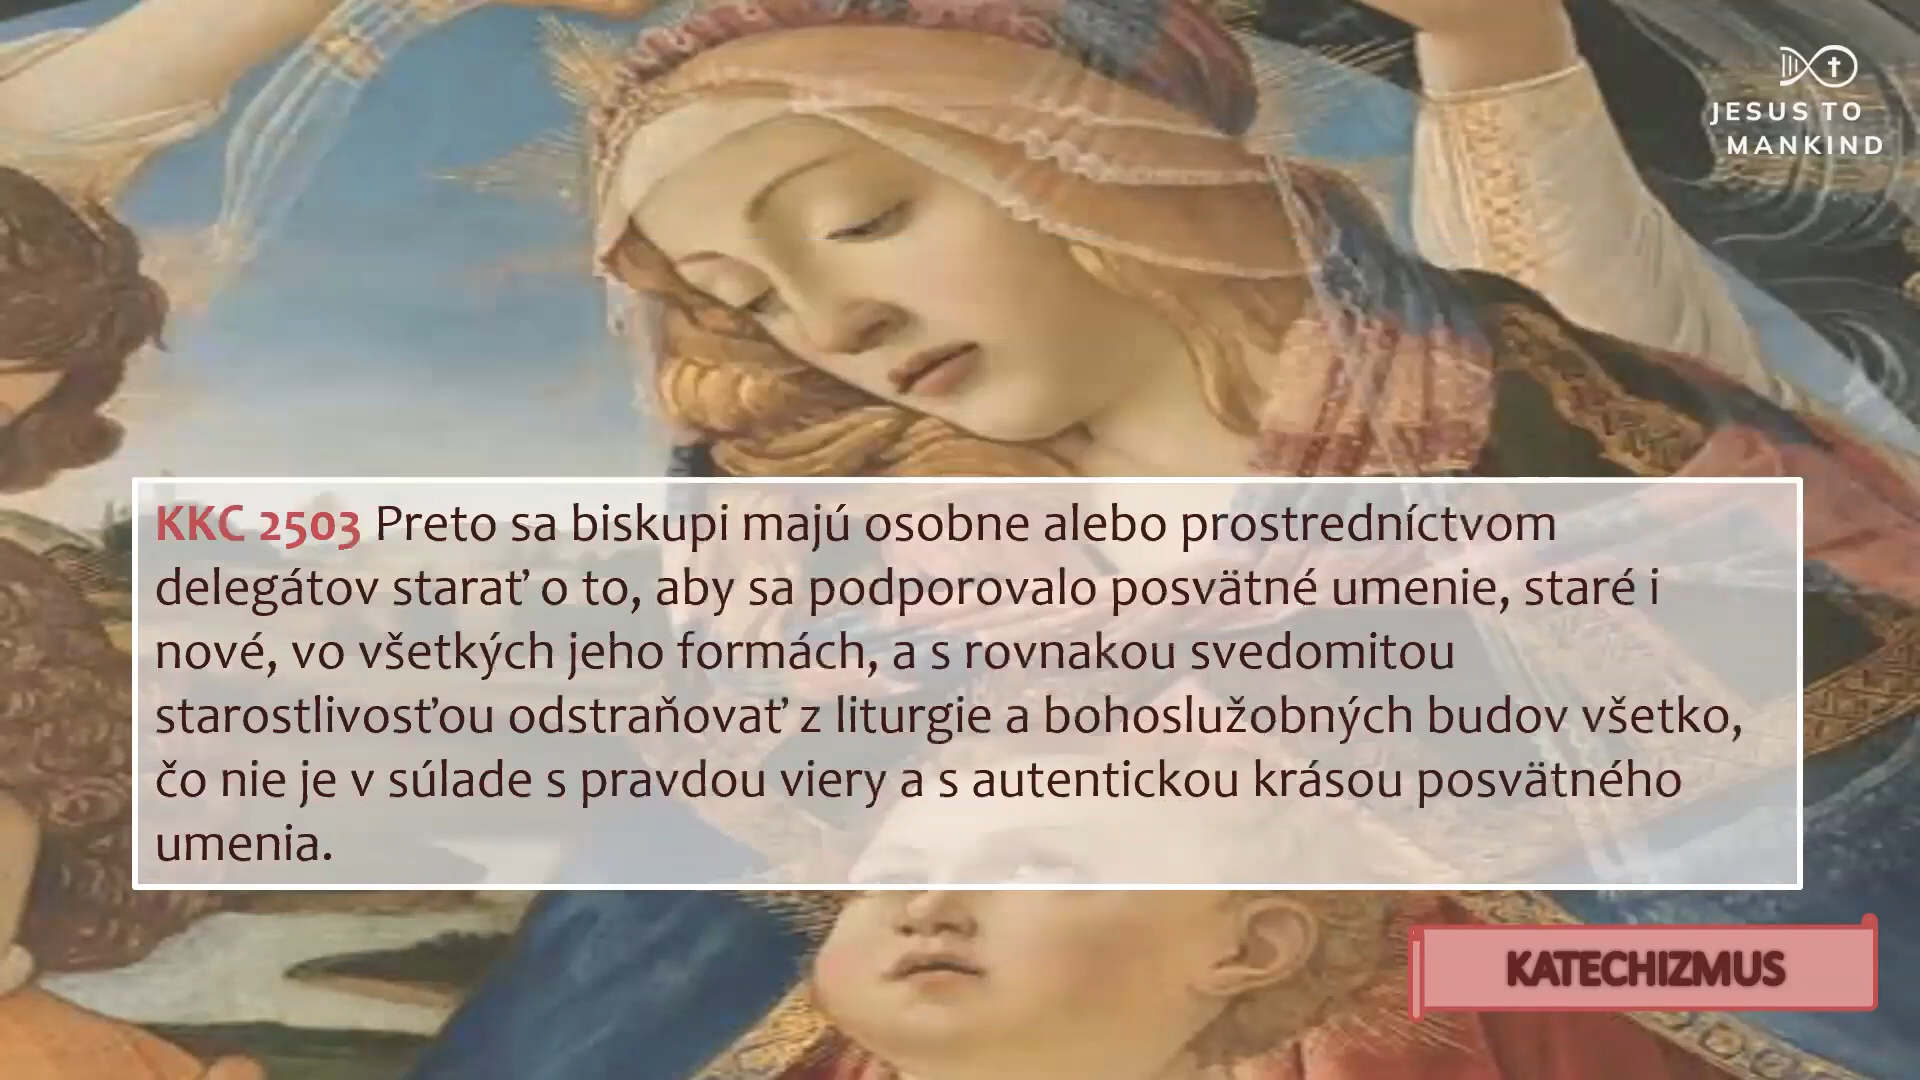 JESUS TO
MANKIND
KKC 2503 Preto sa biskupi majú osobne alebo prostredníctvom
delegátov starať o to, aby sa podporovalo posvätné umenie, staré i
nové, vo všetkých jeho formách, a s rovnakou svedomitou
starostlivosťou odstraňovať z liturgie a bohoslužobných budov všetko,
čo nie je v súlade s pravdou viery a s autentickou krásou posvätného
umenia.
KATECHIZMUS